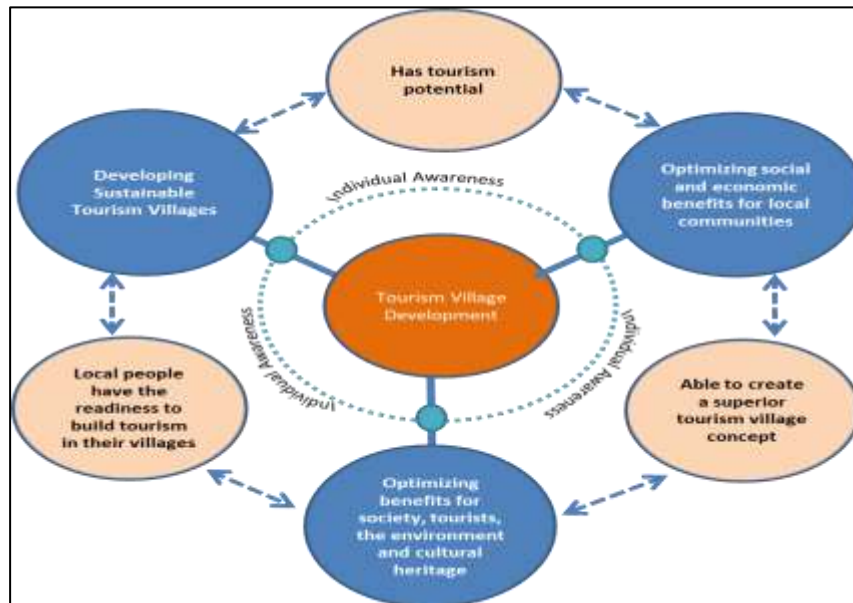 Has tourism
potential
Developing
Sustainable
Tourism Villages
Optimizing social
and economic
benefits for local
communities
Individual Awareness
Tourism Village
Development
Individual Awareness
Individual Awareness
Local people
have the
readiness to
build tourism
in their villages
Able to create
a superior
tourism village
concept
Optimizing
benefits for
society, tourists,
the environment
and cultural
heritage